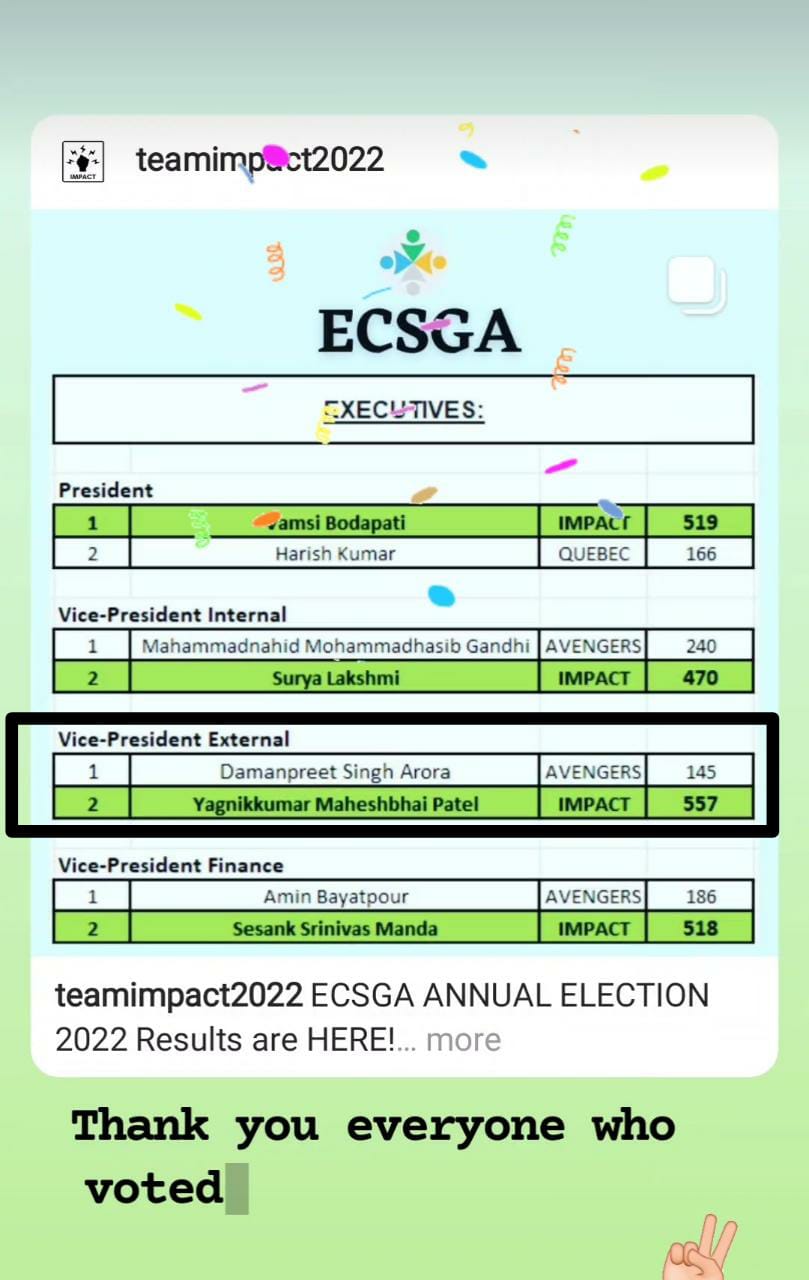 IMPACT
teamimpact2022
ECSGA
EXECUTIVES:
President
1 Vamsi Bodapati IMPACT 519
2 Harish Kumar QUEBEC 166
Vice-President Internal
1 Mahammadnahid Mohammadhasib Gandhi AVENGERS 240
2 Surya Lakshmi IMPACT 470
Vice-President External
1 Damanpreet Singh Arora AVENGERS 145
2 Yagnikkumar Maheshbhai Patel IMPACT 557
Vice-President Finance
1 Amin Bayatpour AVENGERS 186
2 Sesank Srinivas Manda IMPACT 518
teamimpact2022 ECSGA ANNUAL ELECTION
2022 Results are HERE!... more
Thank you everyone who
voted